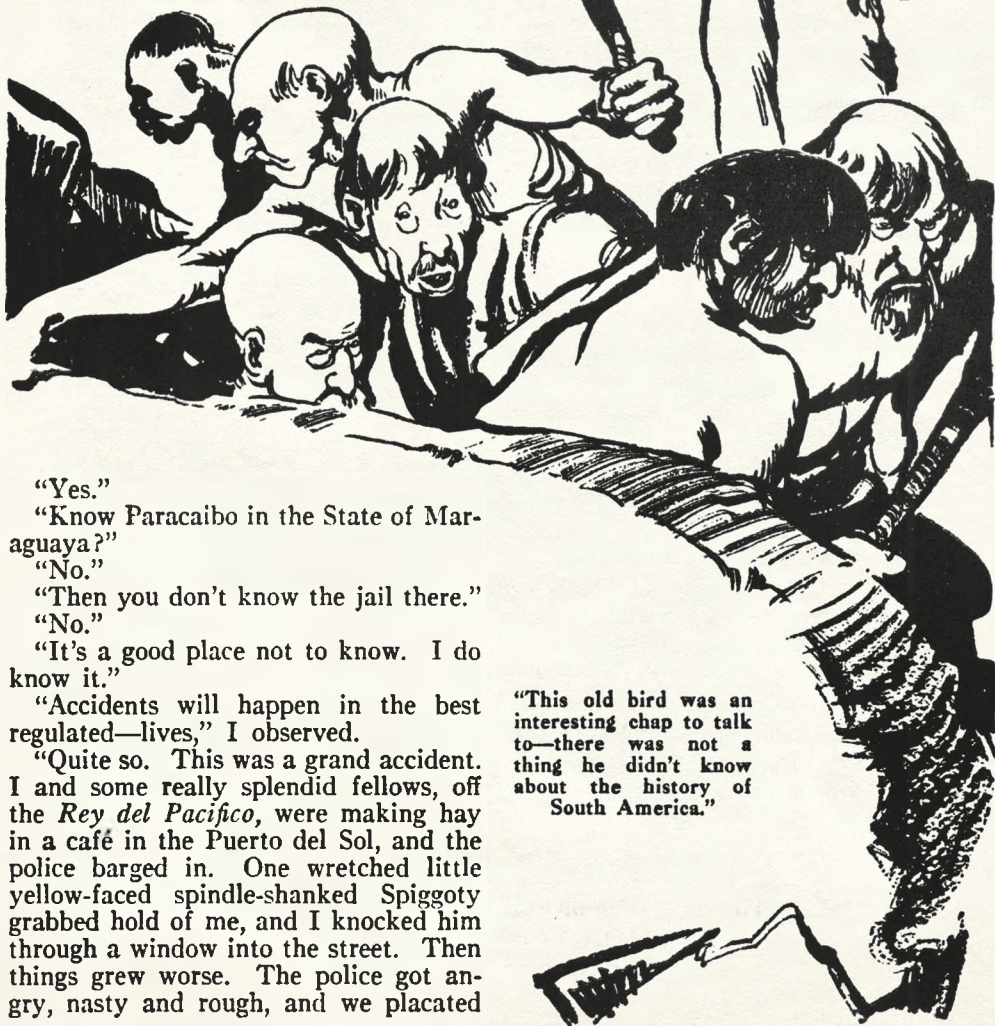 “Yes.”
“Know Paracaibo in the State of Mar-
aguaya?”
“No.”
“Then you don't know the jail there.”
“No.”
“It's a good place not to know. I do
know it.”
“Accidents will happen in the best
regulated—lives,” I observed.
“Quite so. This was a grand accident.
I and some really splendid fellows, off
the Rey del Pacifico, were making hay
in a café in the Puerto del Sol, and the
police barged in. One wretched little
yellow-faced spindle-shanked Spiggoty
grabbed hold of me, and I knocked him
through a window into the street. Then
things grew worse. The police got an-
gry, nasty and rough, and we placated
“This old bird was an
interesting chap to talk
to—there was not a
thing he didn't know
about the history of
South America.”